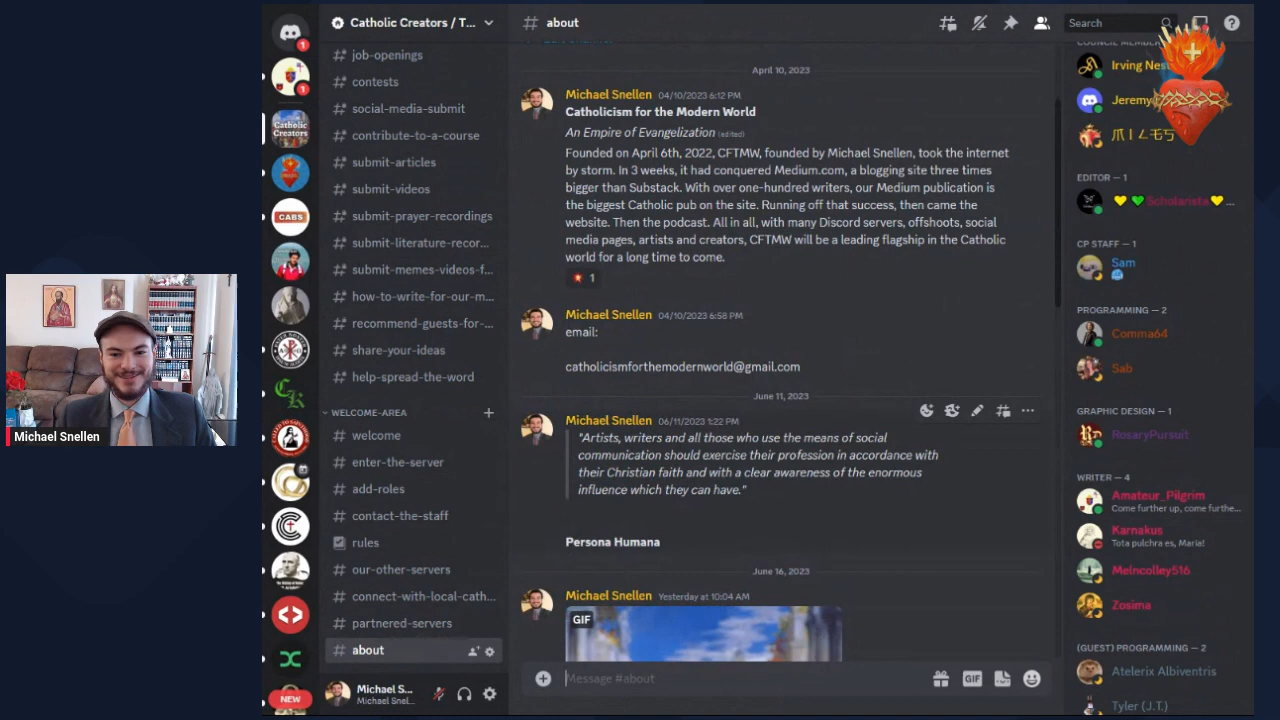 Catholic Creators / T...
job-openings
contests
social-media-submit
contribute-to-a-course
submit-articles
submit-videos
submit-prayer-recordings
submit-literature-recor...
submit-memes-videos-f...
how-to-write-for-our-m...
recommend-guests-for-...
share-your-ideas
help-spread-the-word
WELCOME-AREA
welcome
enter-the-server
add-roles
contact-the-staff
rules
our-other-servers
connect-with-local-cath...
partnered-servers
about
Michael S...
Michael Snel...
1
1
Catholic
Creators
CABS
NEW
Michael Snellen
# about
Search
April 10, 2023
Michael Snellen 04/10/2023 6:12 PM
Catholicism for the Modern World
An Empire of Evangelization (edited)
Founded on April 6th, 2022, CFTMW, founded by Michael Snellen, took the internet
by storm. In 3 weeks, it had conquered Medium.com, a blogging site three times
bigger than Substack. With over one-hundred writers, our Medium publication is
the biggest Catholic pub on the site. Running off that success, then came the
website. Then the podcast. All in all, with many Discord servers, offshoots, social
media pages, artists and creators, CFTMW will be a leading flagship in the Catholic
world for a long time to come.
1
Michael Snellen 04/10/2023 6:58 PM
email:
catholicismforthemodernworld@gmail.com
June 11, 2023
Michael Snellen 06/11/2023 1:22 PM
"Artists, writers and all those who use the means of social
communication should exercise their profession in accordance with
their Christian faith and with a clear awareness of the enormous
influence which they can have."
Persona Humana
June 16, 2023
Michael Snellen Yesterday at 10:04 AM
GIF
Message #about
GIF
Irving
EDITOR — 1
Scholarista
CP STAFF — 1
Sam
PROGRAMMING — 2
Comma64
Sab
GRAPHIC DESIGN — 1
RosaryPursuit
WRITER — 4
Amateur_Pilgrim
Come further up, come furthe...
Karnakus
Tota pulchra es, Maria!
Melncolley516
Zosima
(GUEST) PROGRAMMING — 2
Atelerix Albiventris
Tyler (J.T.)